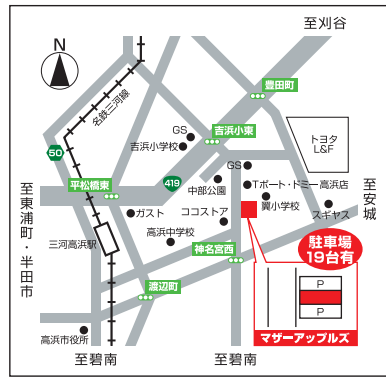 至刈谷
N
豊田町
名鉄三河線
GS
吉浜小東
トヨタ
L&F
吉浜小学校
50
GS
平松橋東
419
中部公園
Tポート・ドミー高浜店
至安城
至東浦町・半田市
ガスト
ココストア
翼小学校
スギヤス
高浜中学校
三河高浜駅
神名宮西
駐車場
19台有
渡辺町
P
P
高浜市役所
マザーアップルズ
至碧南
至碧南